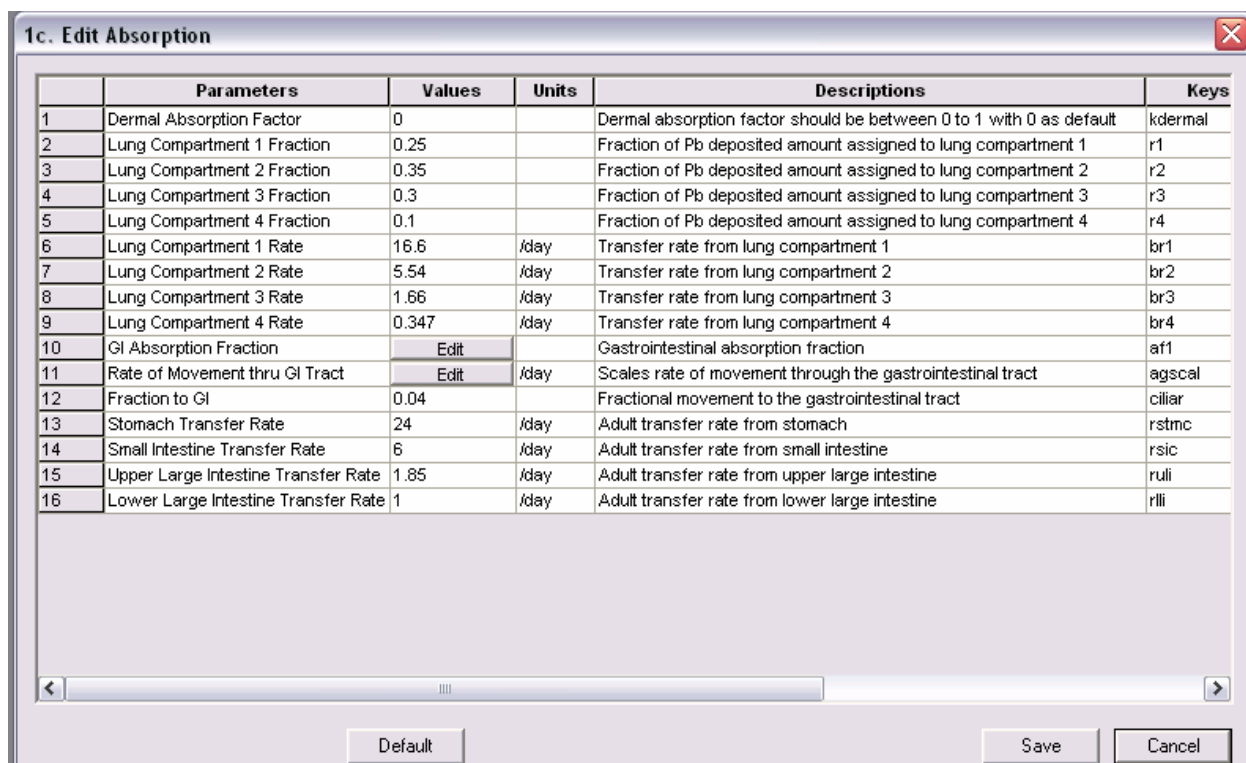 1c. Edit Absorption
Parameters Values Units Descriptions Keys
1 Dermal Absorption Factor 0 Dermal absorption factor should be between 0 to 1 with 0 as default kdermal
2 Lung Compartment 1 Fraction 0.25 Fraction of Pb deposited amount assigned to lung compartment 1 r1
3 Lung Compartment 2 Fraction 0.35 Fraction of Pb deposited amount assigned to lung compartment 2 r2
4 Lung Compartment 3 Fraction 0.3 Fraction of Pb deposited amount assigned to lung compartment 3 r3
5 Lung Compartment 4 Fraction 0.1 Fraction of Pb deposited amount assigned to lung compartment 4 r4
6 Lung Compartment 1 Rate 16.6 /day Transfer rate from lung compartment 1 br1
7 Lung Compartment 2 Rate 5.54 /day Transfer rate from lung compartment 2 br2
8 Lung Compartment 3 Rate 1.66 /day Transfer rate from lung compartment 3 br3
9 Lung Compartment 4 Rate 0.347 /day Transfer rate from lung compartment 4 br4
10 GI Absorption Fraction Edit Gastrointestinal absorption fraction af1
11 Rate of Movement thru GI Tract Edit /day Scales rate of movement through the gastrointestinal tract agscal
12 Fraction to GI 0.04 Fractional movement to the gastrointestinal tract ciliar
13 Stomach Transfer Rate 24 /day Adult transfer rate from stomach rstmc
14 Small Intestine Transfer Rate 6 /day Adult transfer rate from small intestine rsic
15 Upper Large Intestine Transfer Rate 1.85 /day Adult transfer rate from upper large intestine ruli
16 Lower Large Intestine Transfer Rate 1 /day Adult transfer rate from lower large intestine rlli
Default Save Cancel